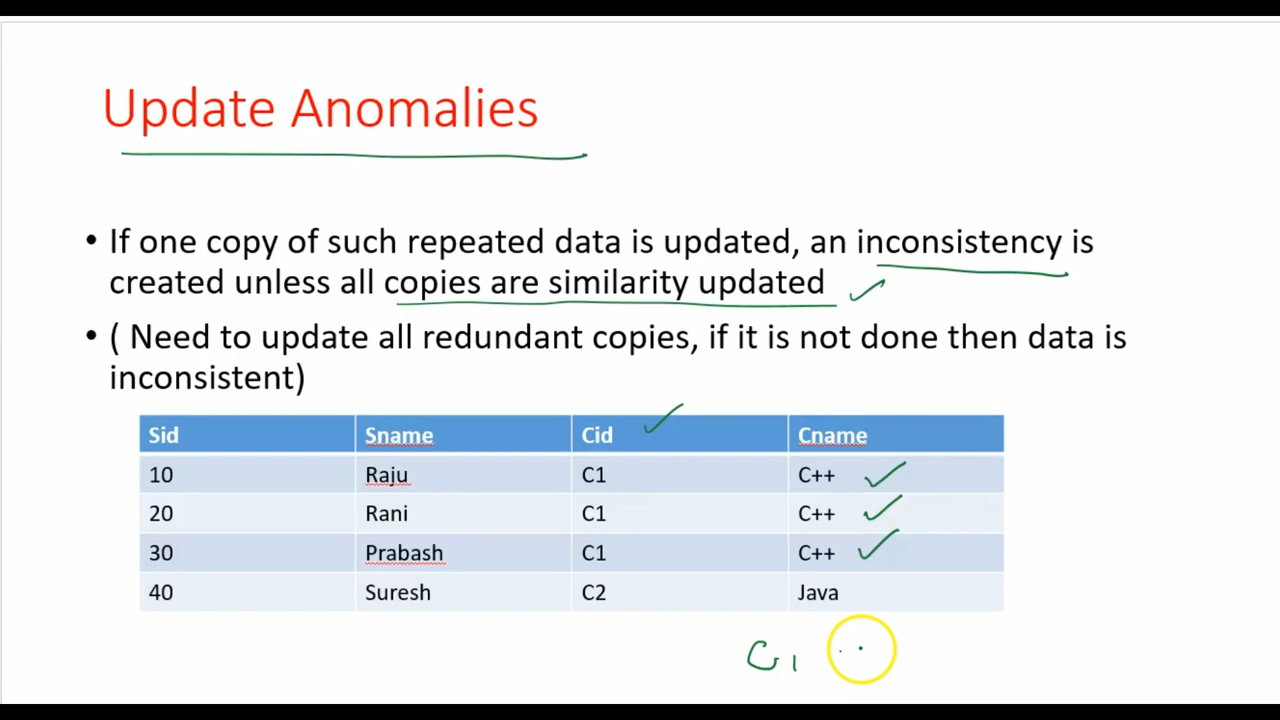 Update Anomalies
• If one copy of such repeated data is updated, an inconsistency is
created unless all copies are similarity updated
• ( Need to update all redundant copies, if it is not done then data is
inconsistent)
Sid Sname Cid Cname
10 Raju C1 C++
20 Rani C1 C++
30 Prabash C1 C++
40 Suresh C2 Java
C1